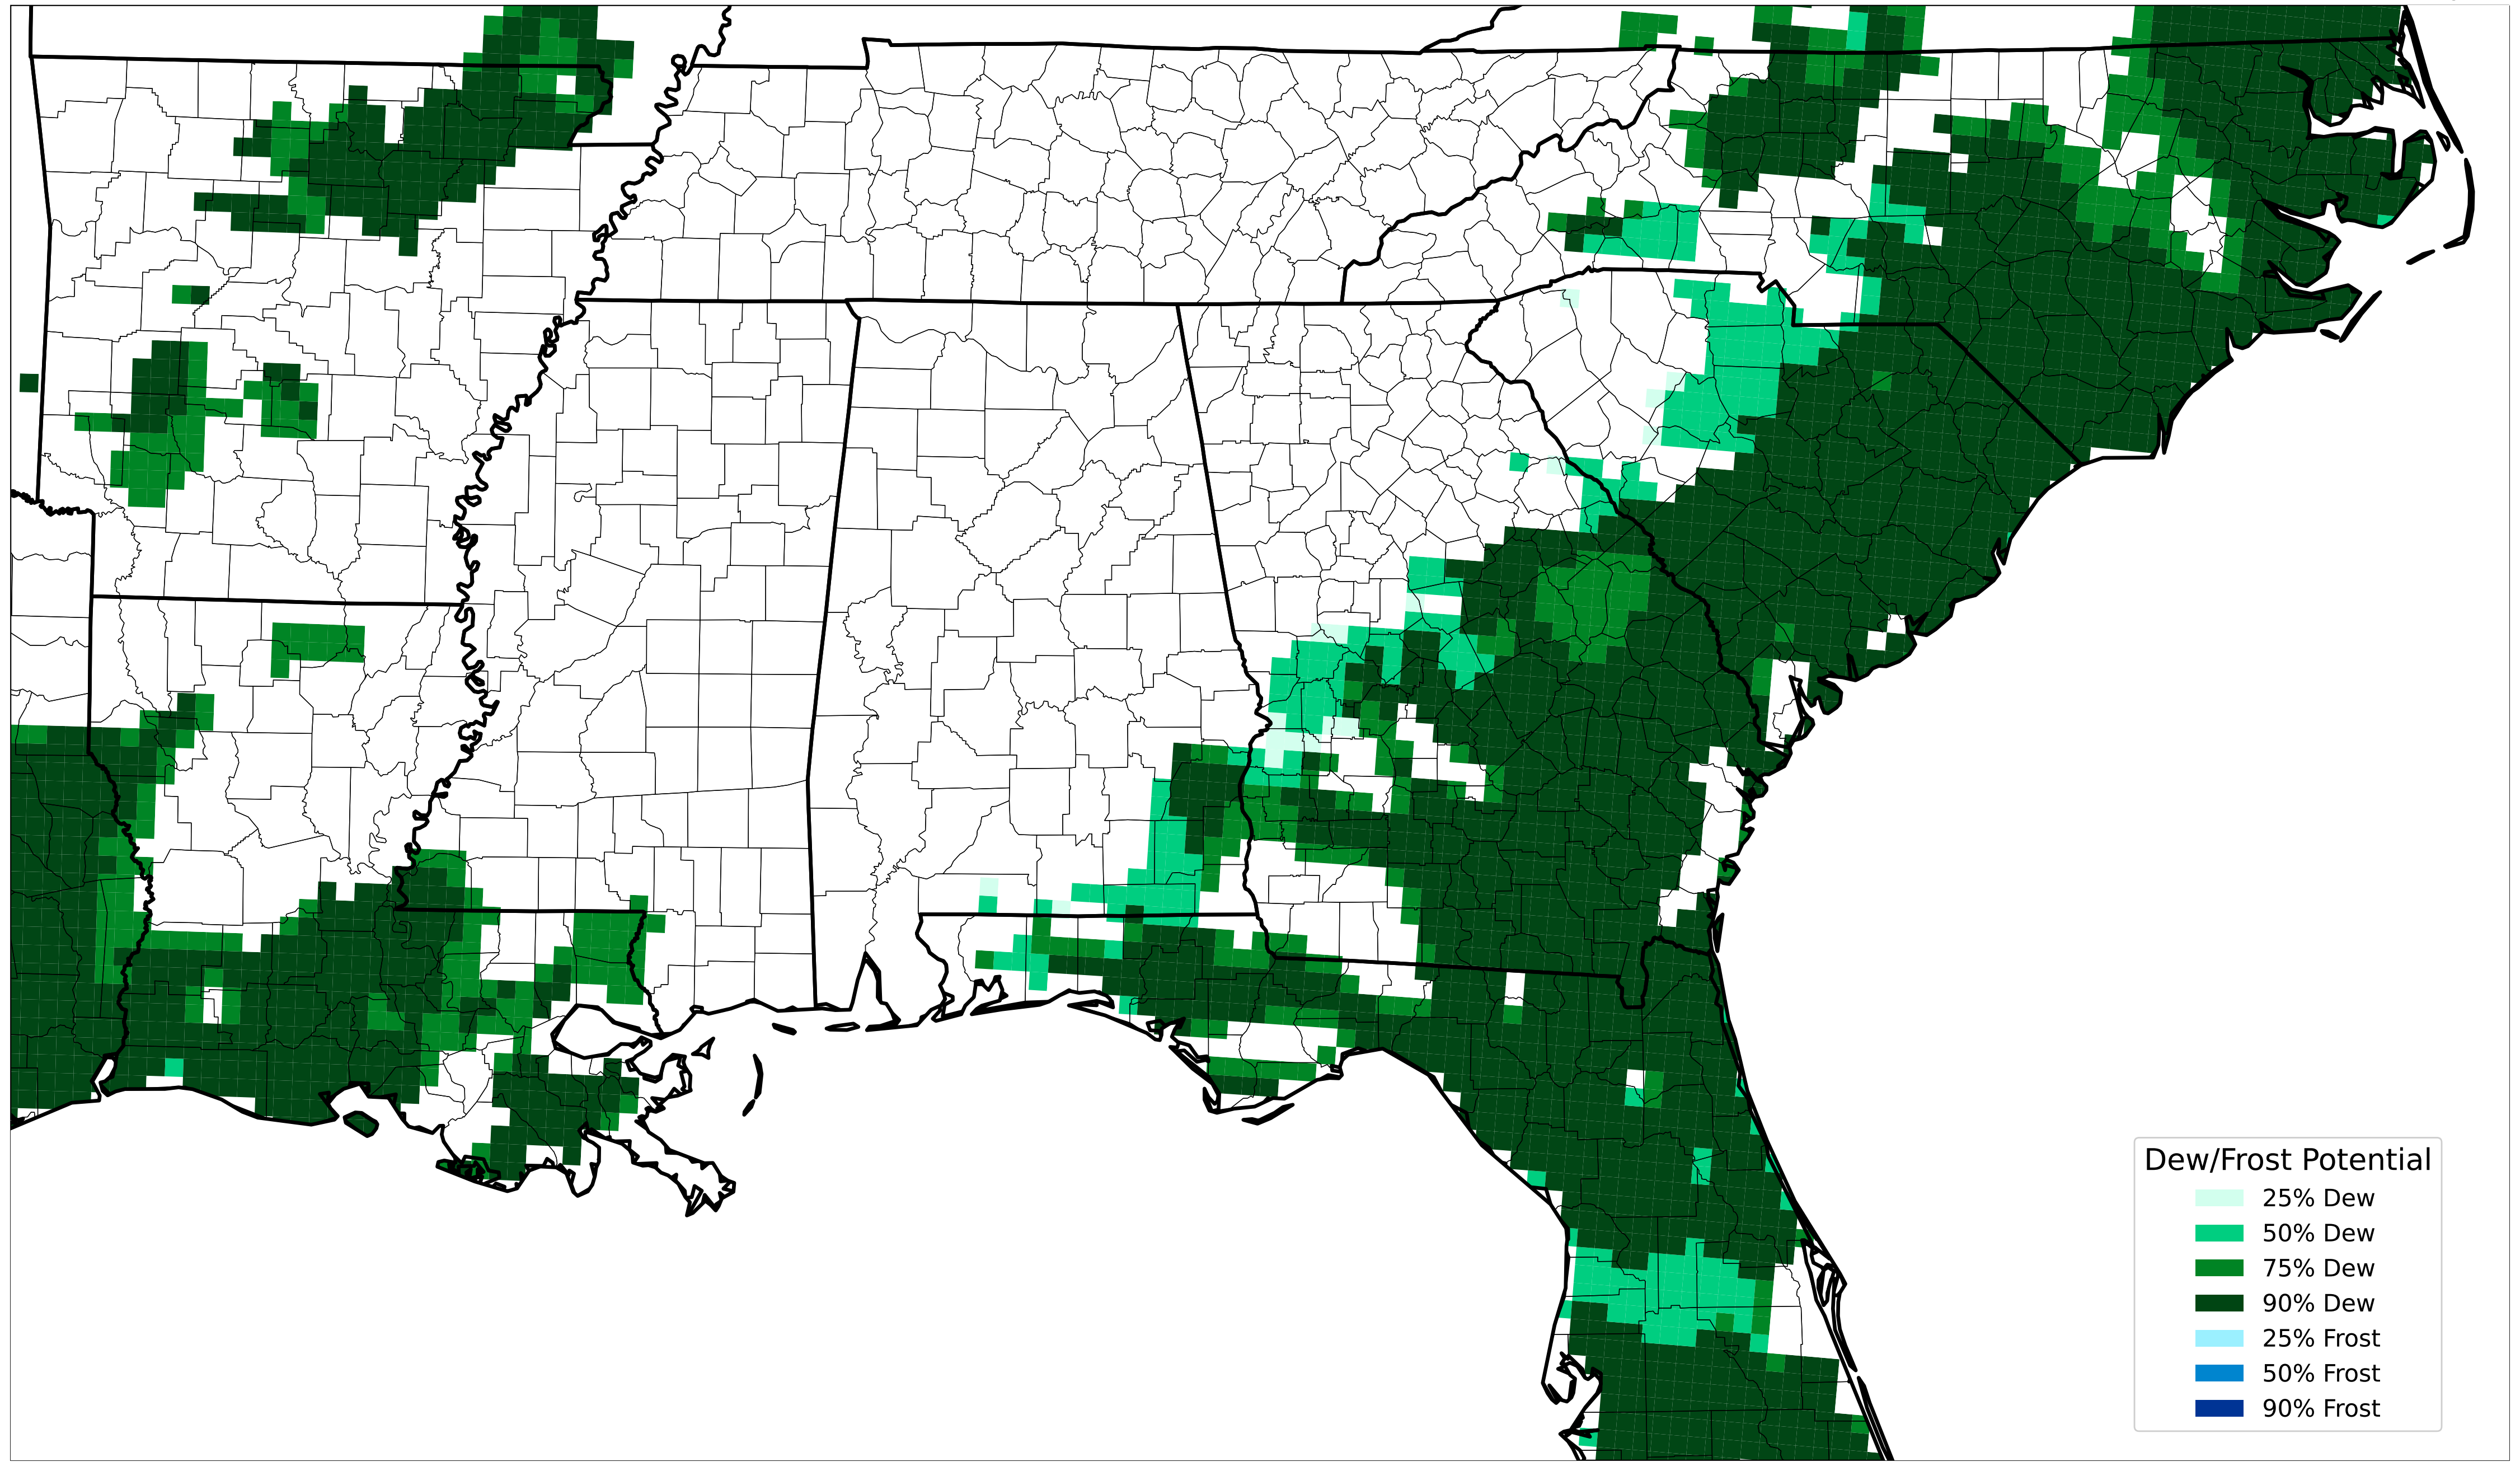 Dew/Frost Potential
25% Dew
50% Dew
75% Dew
90% Dew
25% Frost
50% Frost
90% Frost